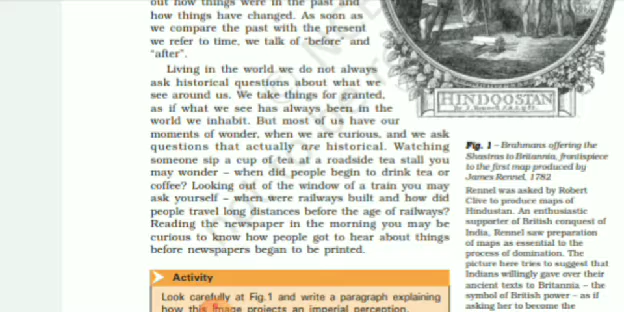 out how things were in the past and
how things have changed. As soon as
we compare the past with the present
we refer to time, we talk of "before" and
"after".
Living in the world we do not always
ask historical questions about what we
see around us. We take things for granted,
as if what we see has always been in the
world we inhabit. But most of us have our
moments of wonder, when we are curious, and we ask
questions that actually are historical. Watching
someone sip a cup of tea at a roadside tea stall you
may wonder – when did people begin to drink tea or
coffee? Looking out of the window of a train you may
ask yourself – when were railways built and how did
people travel long distances before the age of railways?
Reading the newspaper in the morning you may be
curious to know how people got to hear about things
before newspapers began to be printed.
Activity
Look carefully at Fig.1 and write a paragraph explaining
how this image projects an imperial perception.
HINDOOSTAN
Fig. 1 – Brahmans offering the
Shastras to Britannia, frontispiece
to the first map produced by
James Rennel, 1782
Rennel was asked by Robert
Clive to produce maps of
Hindustan. An enthusiastic
supporter of British conquest of
India, Rennel saw preparation
of maps as essential to the
process of domination. The
picture here tries to suggest that
Indians willingly gave over their
ancient texts to Britannia – the
symbol of British power – as if
asking her to become the